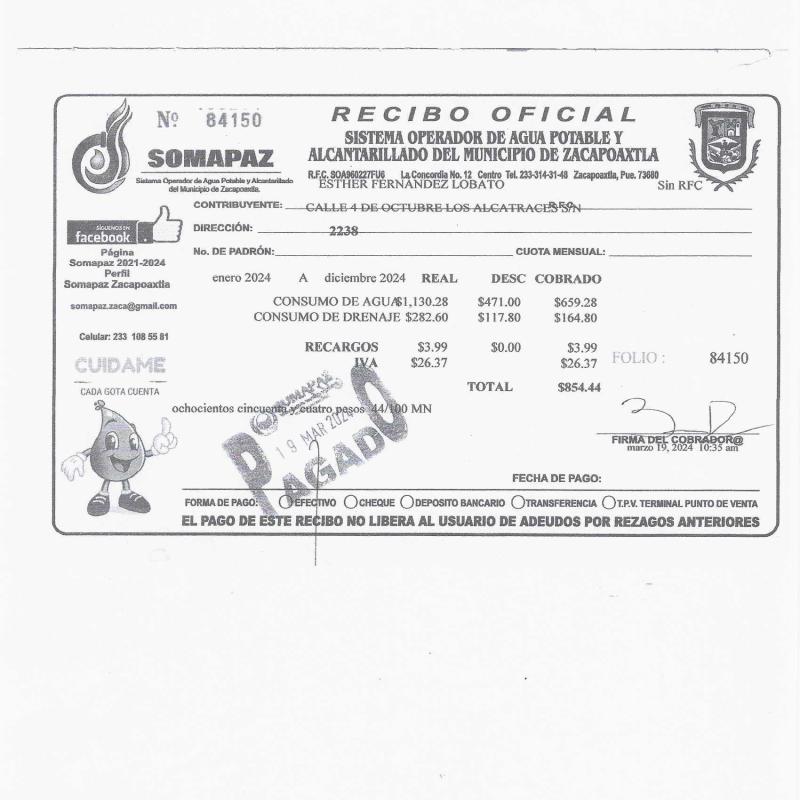 Nº 84150
RECIBO OFICIAL
SISTEMA OPERADOR DE AGUA POTABLE Y
ALCANTARILLADO DEL MUNICIPIO DE ZACAPOAXTLA
SOMAPAZ
Sistema Operador de Agua Potable y Alcantarillado
del Municipio de Zacapoaxtla.
R.F.C. SOA960227FU6 La Concordia No. 12 Centro Tel. 233-314-31-48 Zacapoaxtla, Pue. 73680
ESTHER FERNANDEZ LOBATO Sin RFC
CONTRIBUYENTE: R.F.C.
CALLE 4 DE OCTUBRE LOS ALCATRACES S/N
DIRECCIÓN:
2238
No. DE PADRÓN: CUOTA MENSUAL:
SÍGUENOS EN
facebook
Página
Somapaz 2021-2024
Perfil
Somapaz Zacapoaxtla
somapaz.zaca@gmail.com
Celular: 233 108 55 81
CUIDAME
CADA GOTA CUENTA
enero 2024 A diciembre 2024 REAL DESC COBRADO
CONSUMO DE AGUA $1,130.28 $471.00 $659.28
CONSUMO DE DRENAJE $282.60 $117.80 $164.80
RECARGOS $3.99 $0.00 $3.99
IVA $26.37 $26.37
FOLIO : 84150
TOTAL $854.44
ochocientos cincuenta y cuatro pesos 44/100 MN
SOMAPAZ
19 MAR 2024
PAGADO
FIRMA DEL COBRADOR@
marzo 19, 2024 10:35 am
FECHA DE PAGO:
FORMA DE PAGO: EFECTIVO CHEQUE DEPOSITO BANCARIO TRANSFERENCIA T.P.V. TERMINAL PUNTO DE VENTA
EL PAGO DE ESTE RECIBO NO LIBERA AL USUARIO DE ADEUDOS POR REZAGOS ANTERIORES